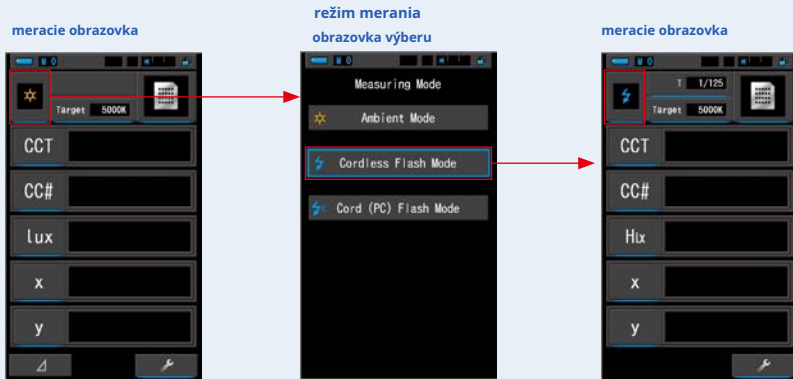 meracie obrazovka
Target 5000K
CCT
CC#
lux
x
y
režim merania
obrazovka výberu
Measuring Mode
Ambient Mode
Cordless Flash Mode
Cord (PC) Flash Mode
meracie obrazovka
T 1/125
Target 5000K
CCT
CC#
Hlx
x
y